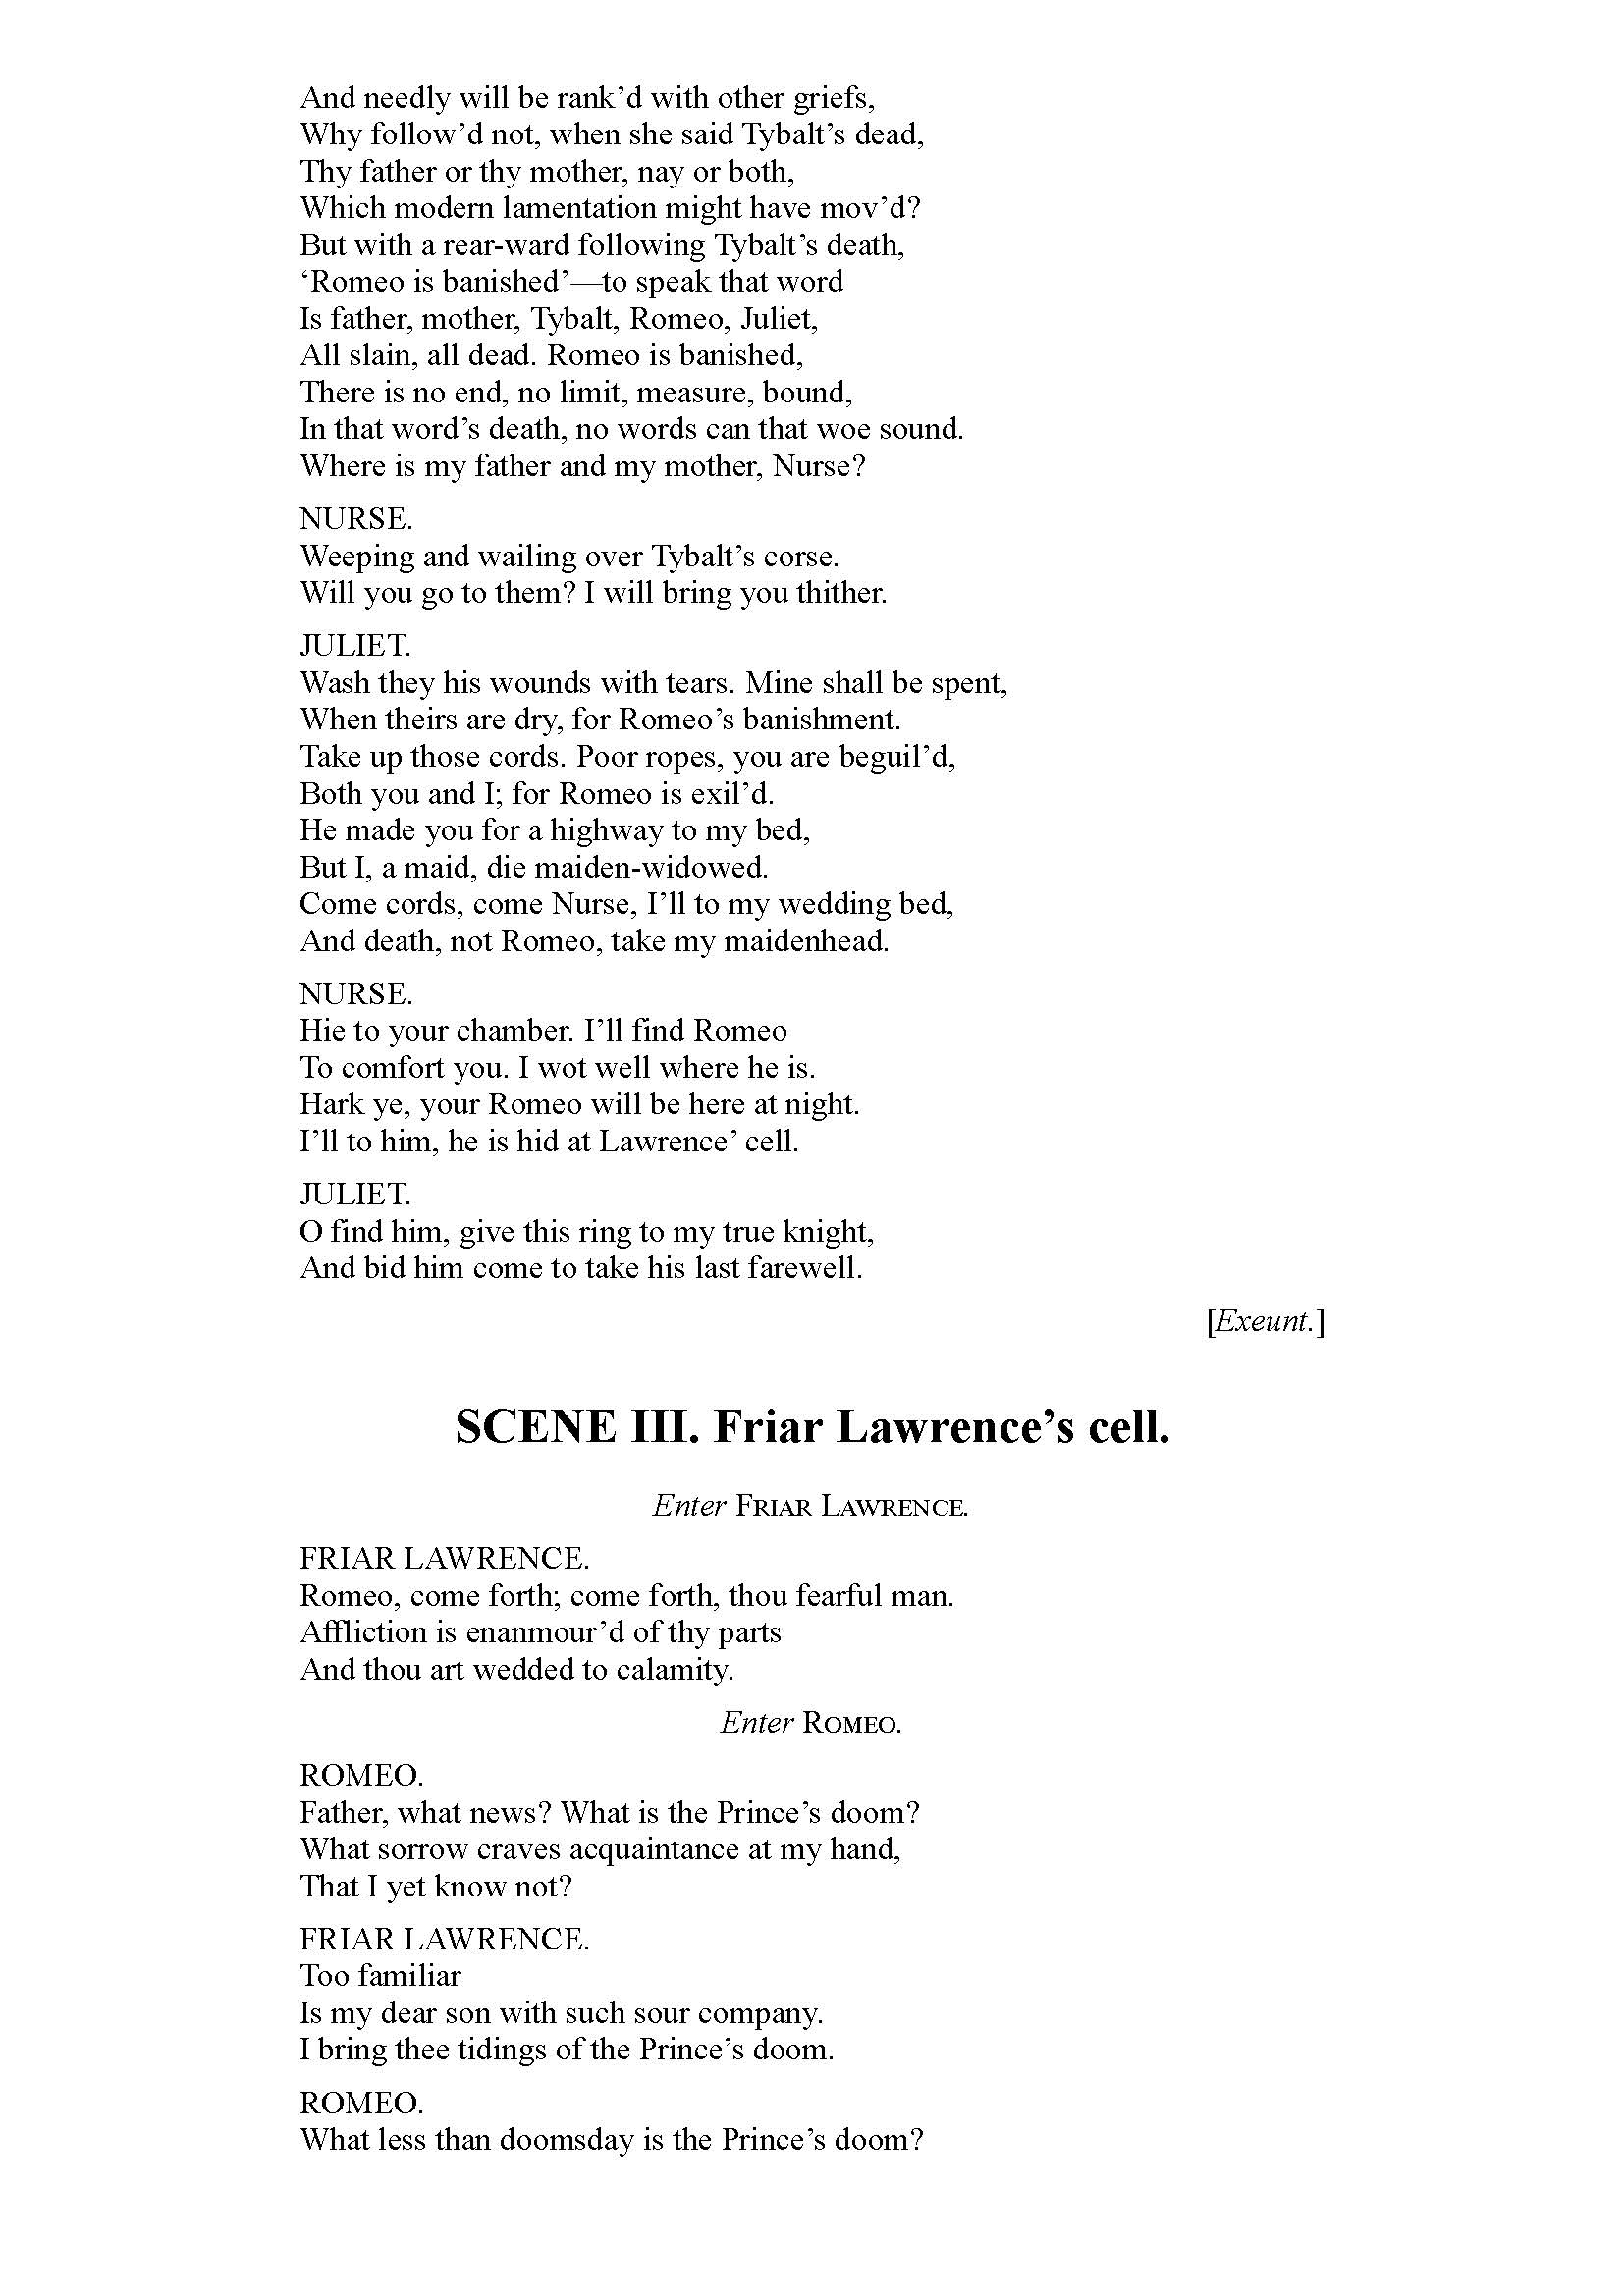 And needly will be rank’d with other griefs,
Why follow’d not, when she said Tybalt’s dead,
Thy father or thy mother, nay or both,
Which modern lamentation might have mov’d?
But with a rear-ward following Tybalt’s death,
‘Romeo is banished’—to speak that word
Is father, mother, Tybalt, Romeo, Juliet,
All slain, all dead. Romeo is banished,
There is no end, no limit, measure, bound,
In that word’s death, no words can that woe sound.
Where is my father and my mother, Nurse?
NURSE.
Weeping and wailing over Tybalt’s corse.
Will you go to them? I will bring you thither.
JULIET.
Wash they his wounds with tears. Mine shall be spent,
When theirs are dry, for Romeo’s banishment.
Take up those cords. Poor ropes, you are beguil’d,
Both you and I; for Romeo is exil’d.
He made you for a highway to my bed,
But I, a maid, die maiden-widowed.
Come cords, come Nurse, I’ll to my wedding bed,
And death, not Romeo, take my maidenhead.
NURSE.
Hie to your chamber. I’ll find Romeo
To comfort you. I wot well where he is.
Hark ye, your Romeo will be here at night.
I’ll to him, he is hid at Lawrence’ cell.
JULIET.
O find him, give this ring to my true knight,
And bid him come to take his last farewell.
[Exeunt.]
SCENE III. Friar Lawrence’s cell.
Enter FRIAR LAWRENCE.
FRIAR LAWRENCE.
Romeo, come forth; come forth, thou fearful man.
Affliction is enanmour’d of thy parts
And thou art wedded to calamity.
Enter ROMEO.
ROMEO.
Father, what news? What is the Prince’s doom?
What sorrow craves acquaintance at my hand,
That I yet know not?
FRIAR LAWRENCE.
Too familiar
Is my dear son with such sour company.
I bring thee tidings of the Prince’s doom.
ROMEO.
What less than doomsday is the Prince’s doom?